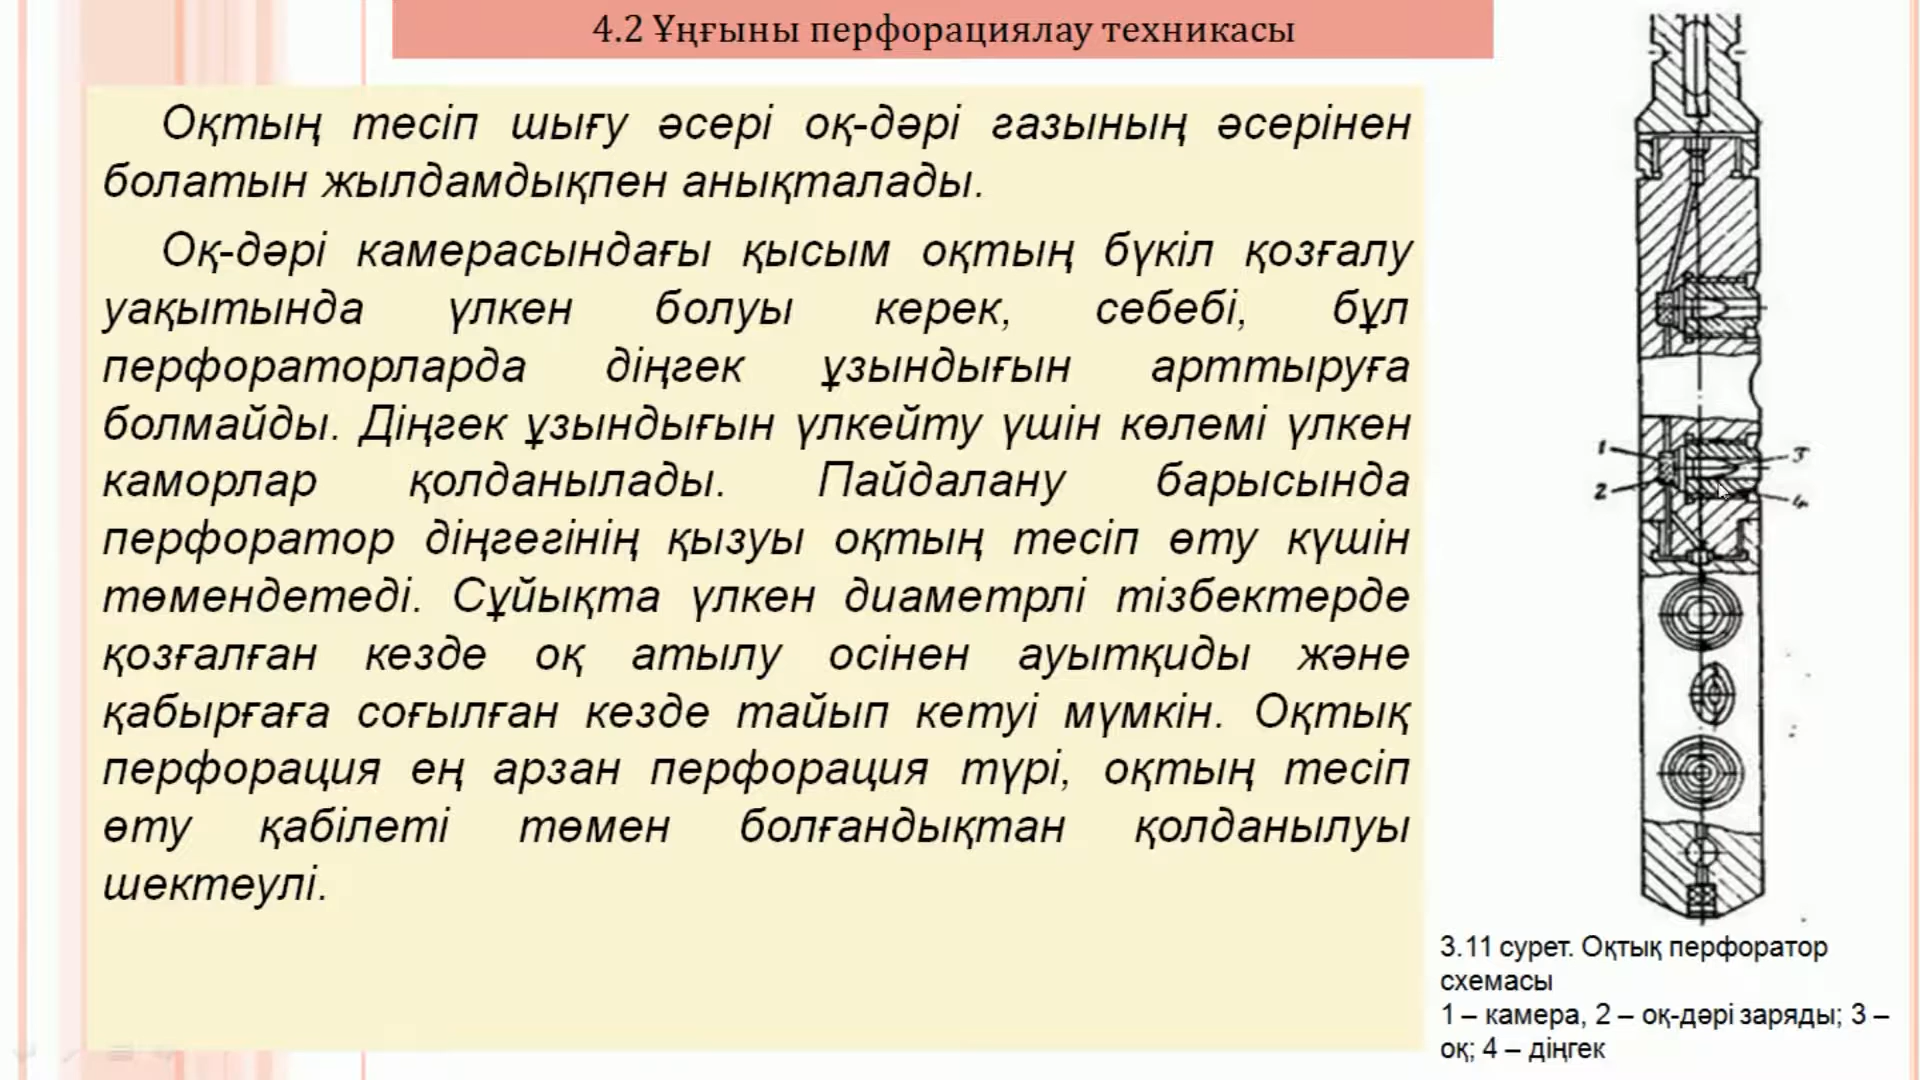 4.2 Ұңғыны перфорациялау техникасы
Оқтың тесіп шығу әсері оқ-дәрі газының әсерінен
болатын жылдамдықпен анықталады.
Оқ-дәрі камерасындағы қысым оқтың бүкіл қозғалу
уақытында үлкен болуы керек, себебі, бұл
перфораторларда діңгек ұзындығын арттыруға
болмайды. Діңгек ұзындығын үлкейту үшін көлемі үлкен
каморлар қолданылады. Пайдалану барысында
перфоратор діңгегінің қызуы оқтың тесіп өту күшін
төмендетеді. Сұйықта үлкен диаметрлі тізбектерде
қозғалған кезде оқ атылу осінен ауытқиды және
қабырғаға соғылған кезде тайып кетуі мүмкін. Оқтық
перфорация ең арзан перфорация түрі, оқтың тесіп
өту қабілеті төмен болғандықтан қолданылуы
шектеулі.
1
3
2
4
3.11 сурет. Оқтық перфоратор
схемасы
1 – камера, 2 – оқ-дәрі заряды; 3 –
оқ; 4 – діңгек